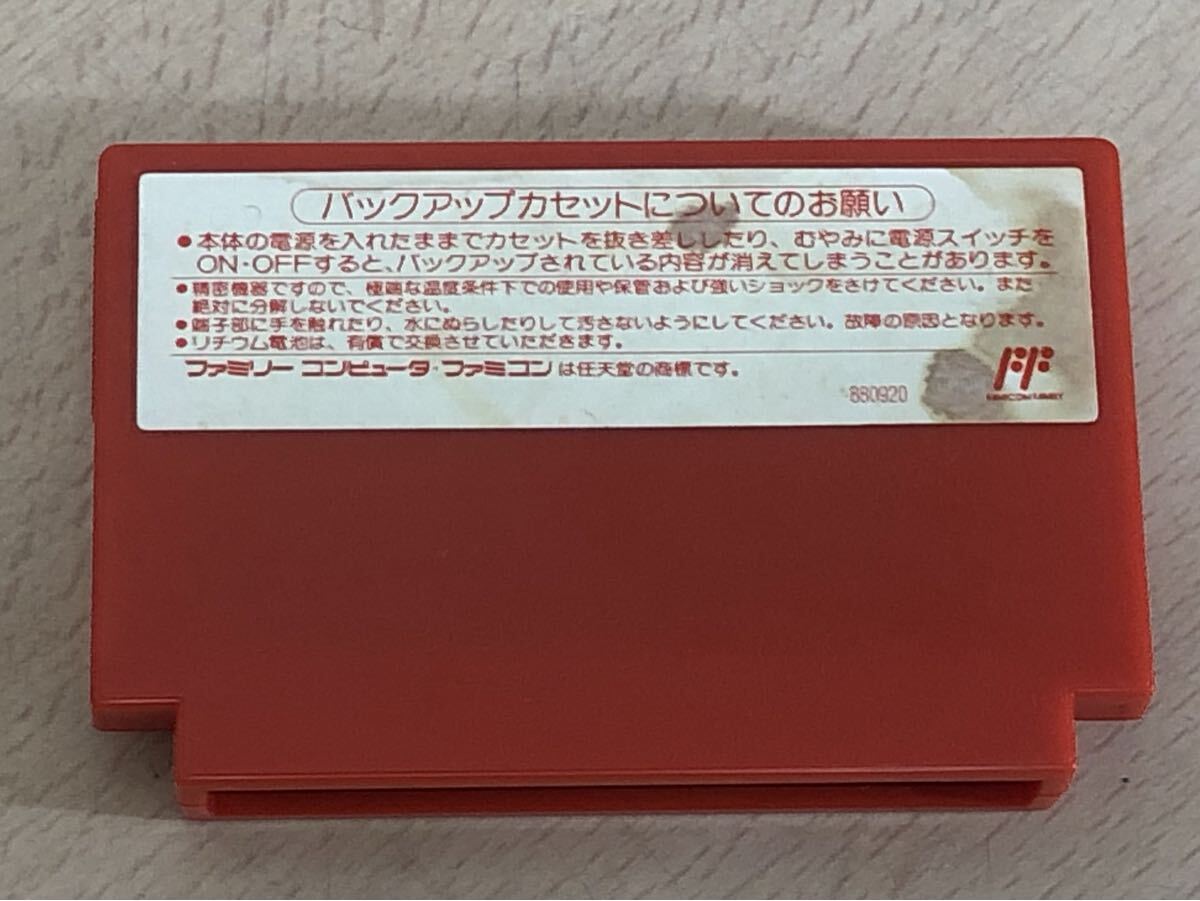 バックアップカセットについてのお願い
●本体の電源を入れたままでカセットを抜き差ししたり、むやみに電源スイッチを
ON・OFFすると、バックアップされている内容が消えてしまうことがあります。
●精密機器ですので、極端な温度条件下での使用や保管および強いショックをさけてください。また
絶対に分解しないでください。
●端子部に手を触れたり、水にぬらしたりして汚さないようにしてください。故障の原因となります。
●リチウム電池は、有償で交換させていただきます。
ファミリーコンピュータ・ファミコンは任天堂の商標です。
880920
FF
FAMICOM FAMILY